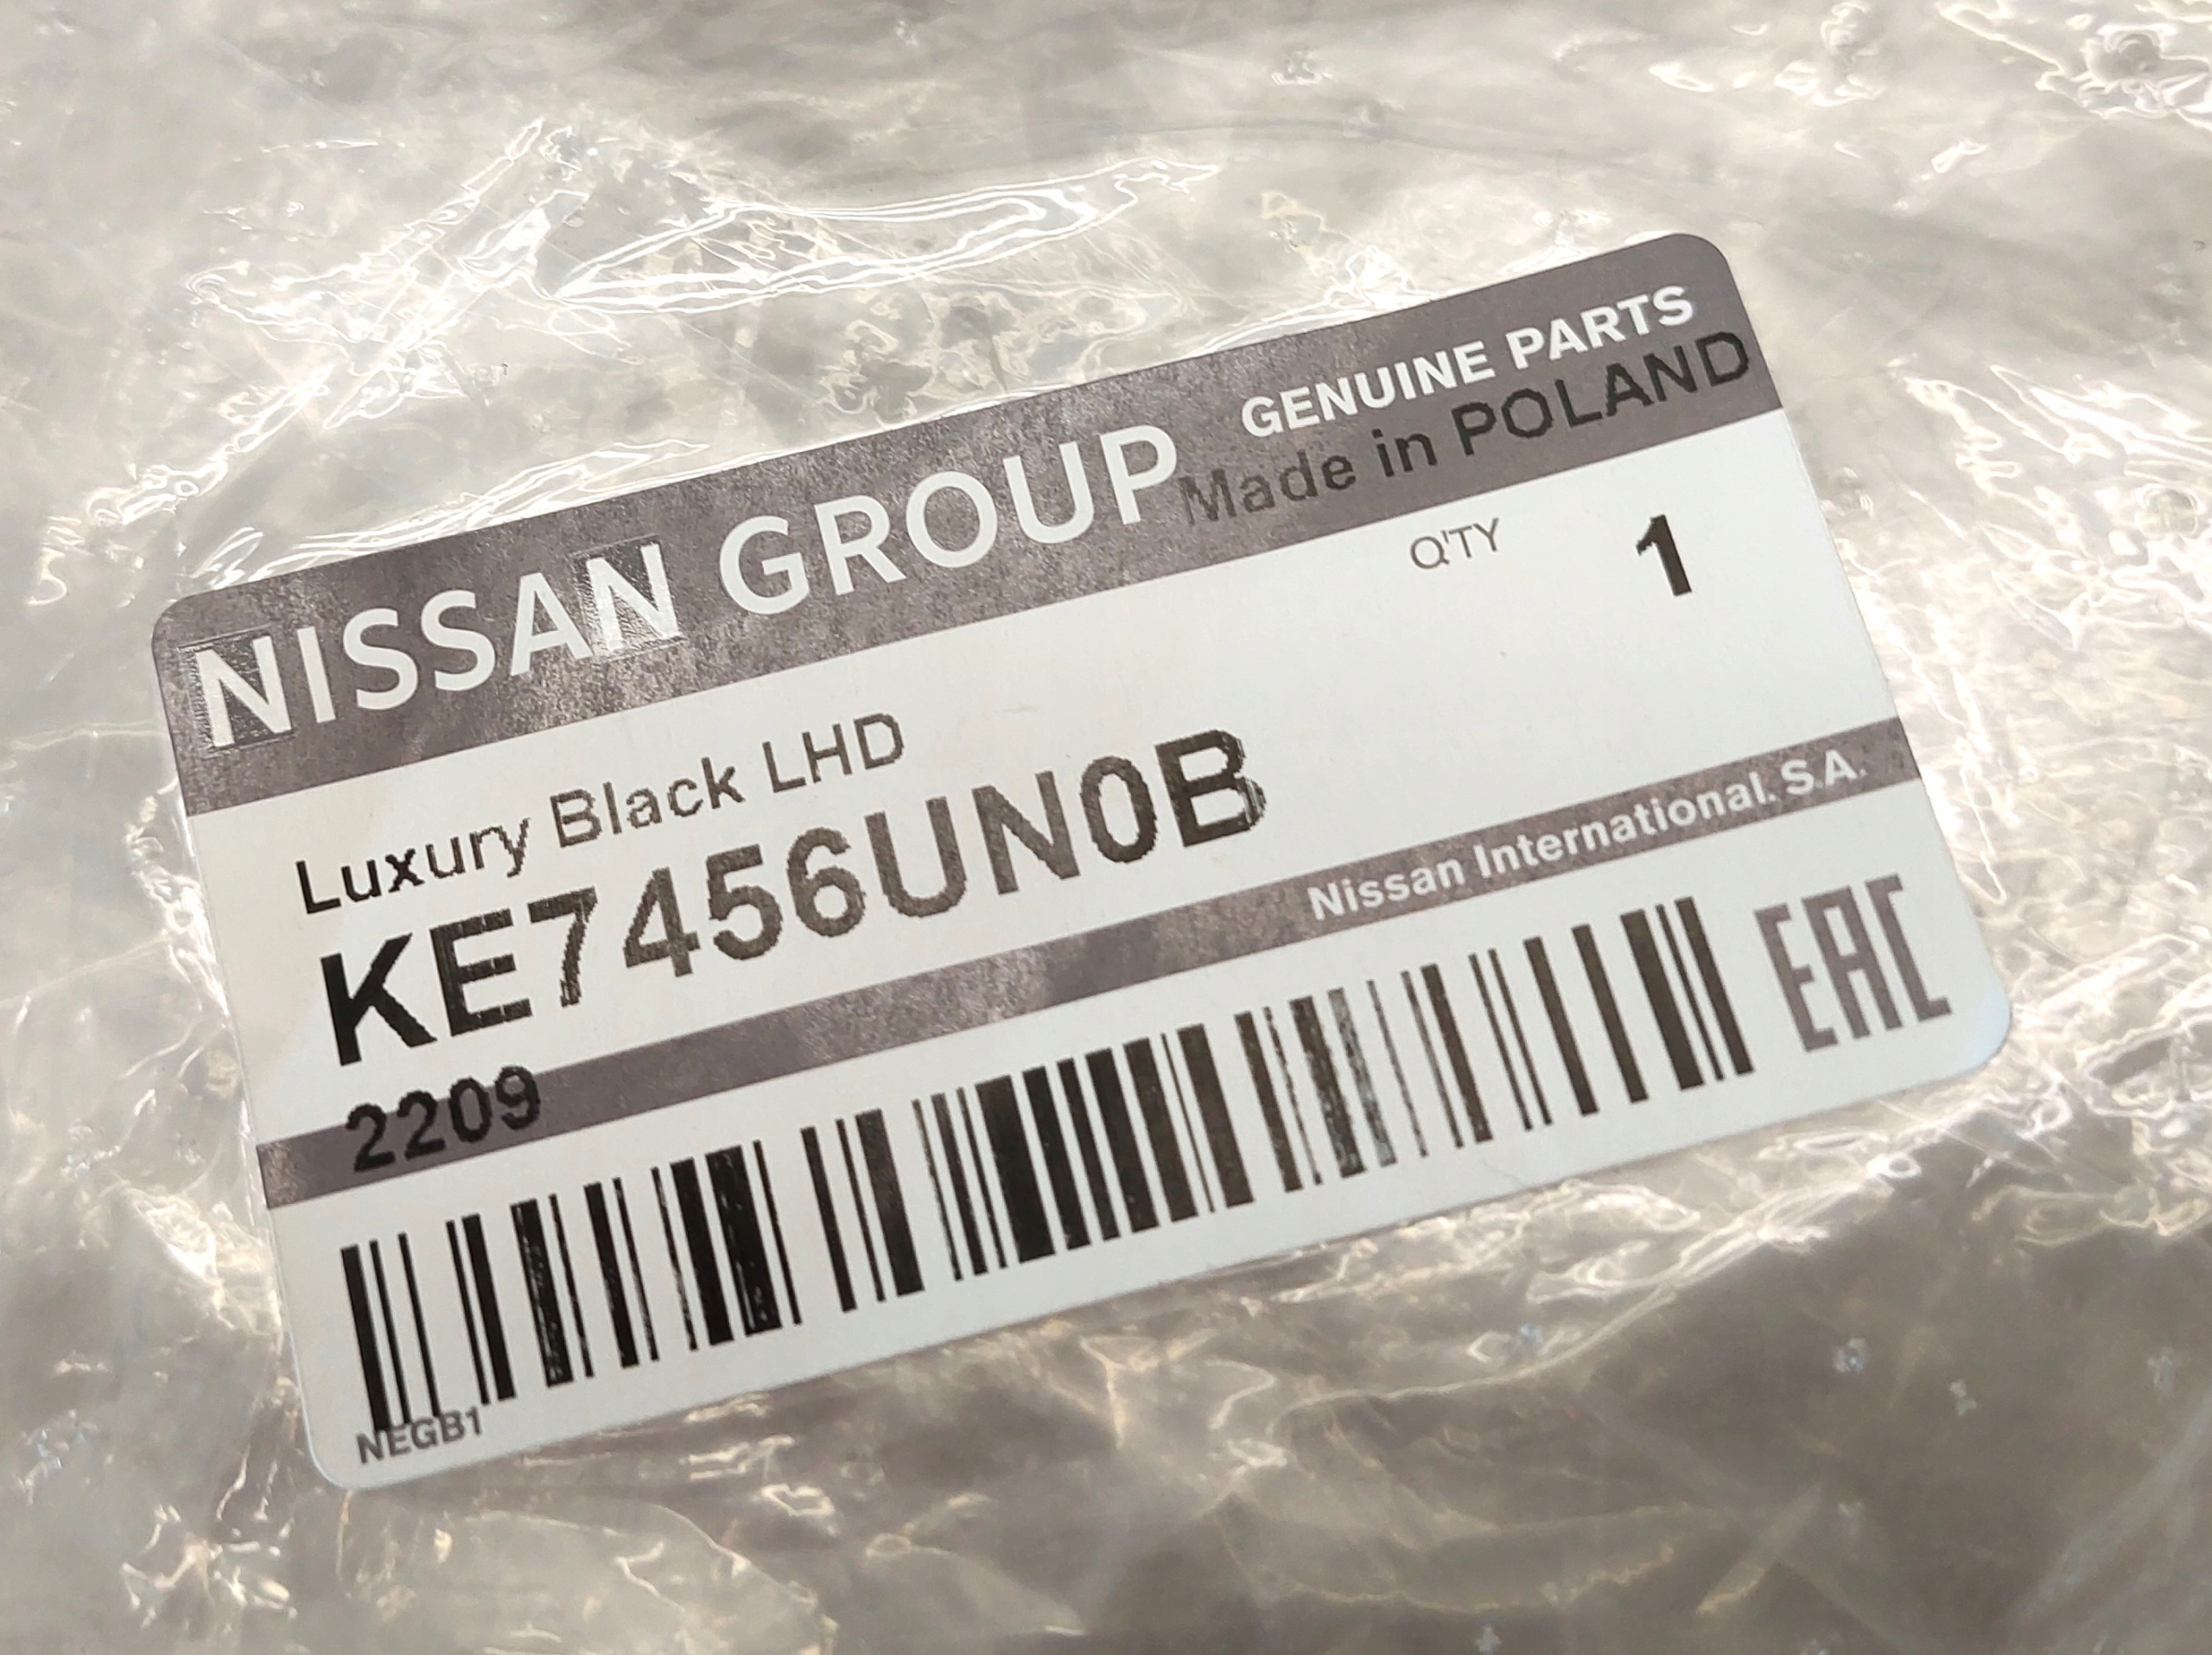 NISSAN GROUP
GENUINE PARTS
Made in POLAND
Q'TY 1
Luxury Black LHD
KE7456UN0B
Nissan International. S.A.
2209
EAC
NEGB1